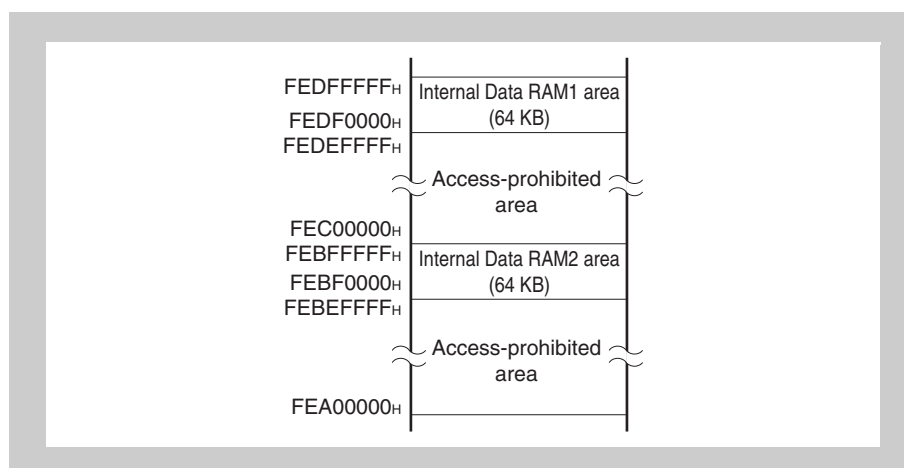 FEDFFFFFH
Internal Data RAM1 area
(64 KB)
FEDF0000H
FEDEFFFFH
Access-prohibited
area
FEC00000H
FEBFFFFFH
Internal Data RAM2 area
(64 KB)
FEBF0000H
FEBEFFFFH
Access-prohibited
area
FEA00000H